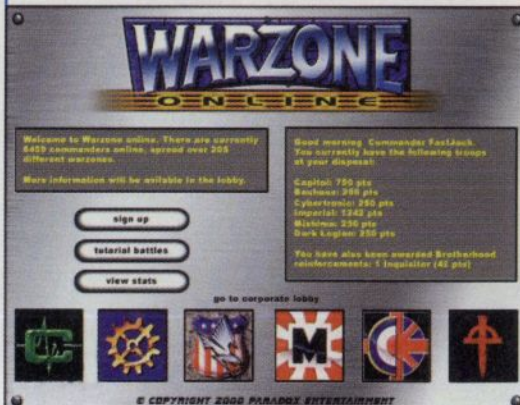 WARZONE
ONLINE
Welcome to Warzone online. There are currently
6459 commanders online, spread over 205
different warzones.
More information will be avilable in the lobby.
Good morning, Commander FastJack.
You currently have the following troops
at your disposal:
Capitol: 750 pts
Bauhaus: 250 pts
Cybertronic: 250 pts
Imperial: 1242 pts
Mishima: 250 pts
Dark Legion: 250 pts
You have also been awarded Brotherhood
reinforcements: 1 Inquisitor (42 pts)
sign up
tutorial battles
view stats
go to corporate lobby
M
© COPYRIGHT 2000 PARADOX ENTERTAINMENT